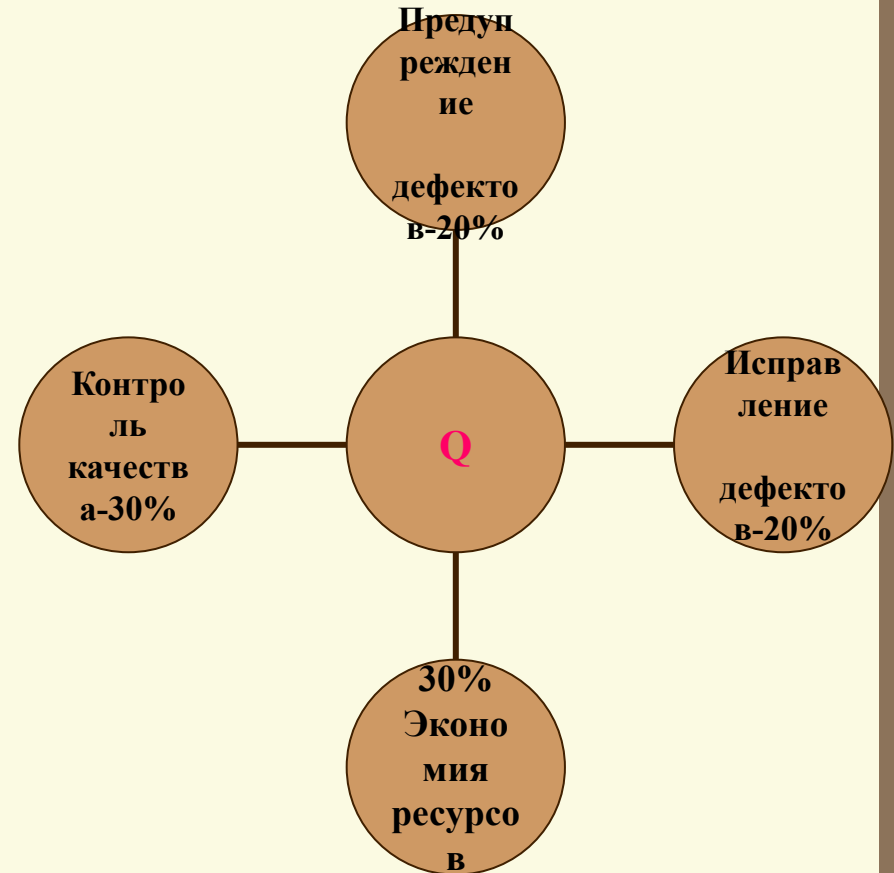 Предуп
режден
ие
дефекто
в-20%
Контро
ль
качеств
а-30%
Q
Исправ
ление
дефекто
в-20%
30%
Эконо
мия
ресурсо
в